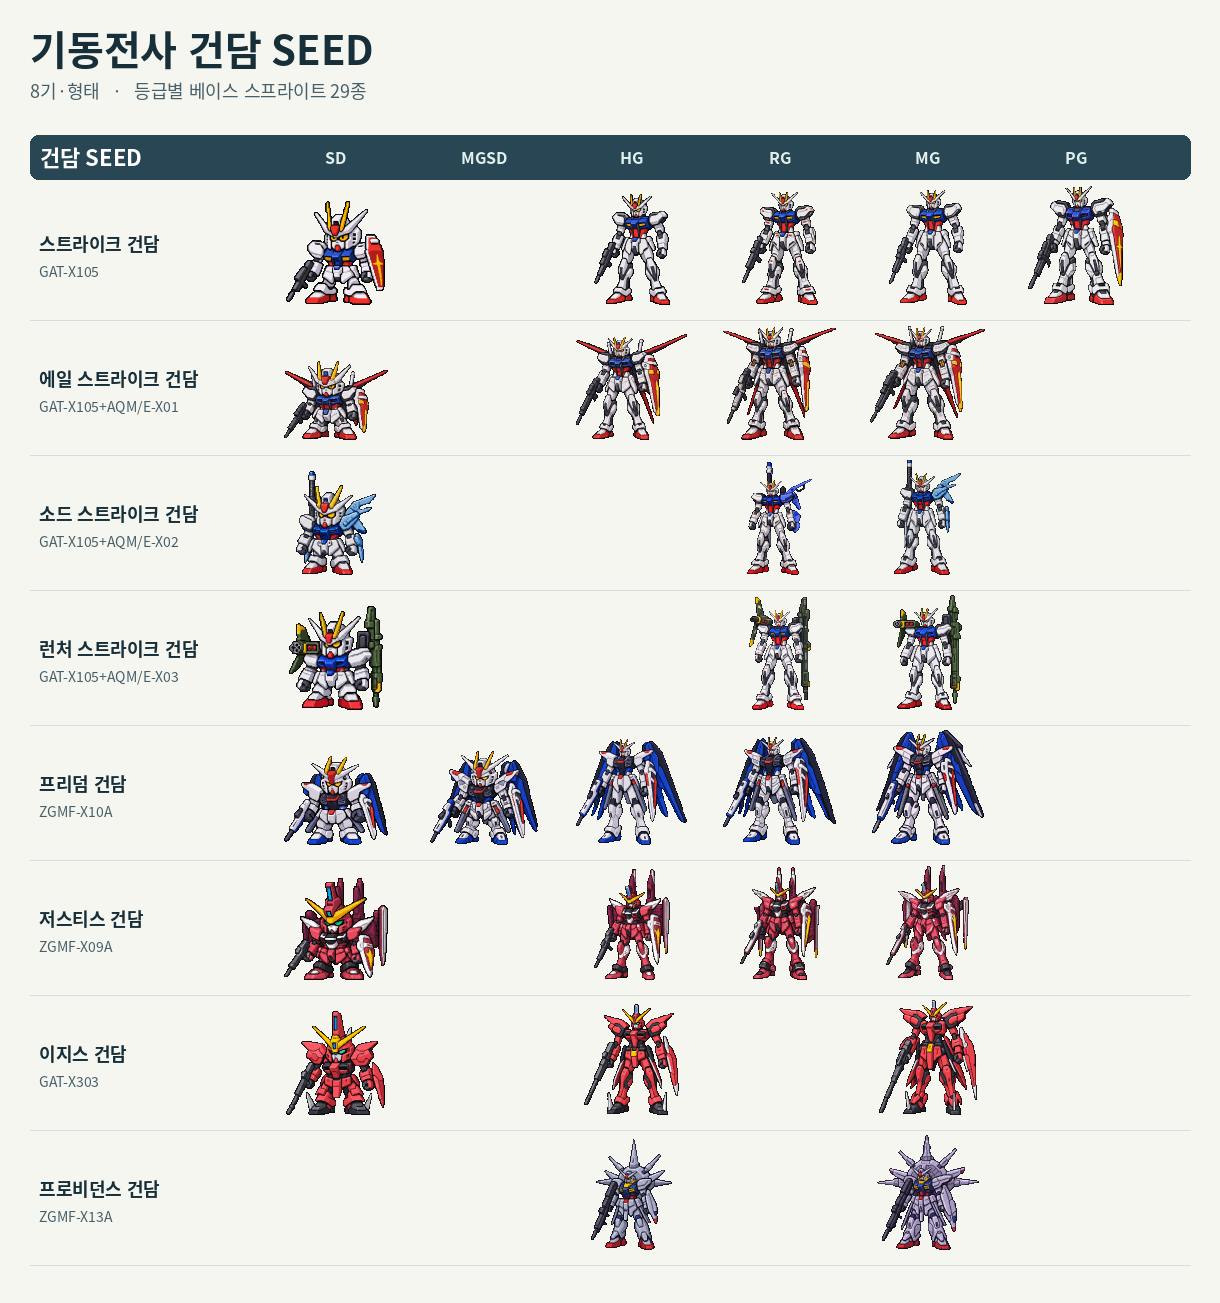 기동전사 건담 SEED
8기·형태 · 등급별 베이스 스프라이트 29종
건담 SEED SD MGSD HG RG MG PG
스트라이크 건담
GAT-X105
에일 스트라이크 건담
GAT-X105+AQM/E-X01
소드 스트라이크 건담
GAT-X105+AQM/E-X02
런처 스트라이크 건담
GAT-X105+AQM/E-X03
프리덤 건담
ZGMF-X10A
저스티스 건담
ZGMF-X09A
이지스 건담
GAT-X303
프로비던스 건담
ZGMF-X13A